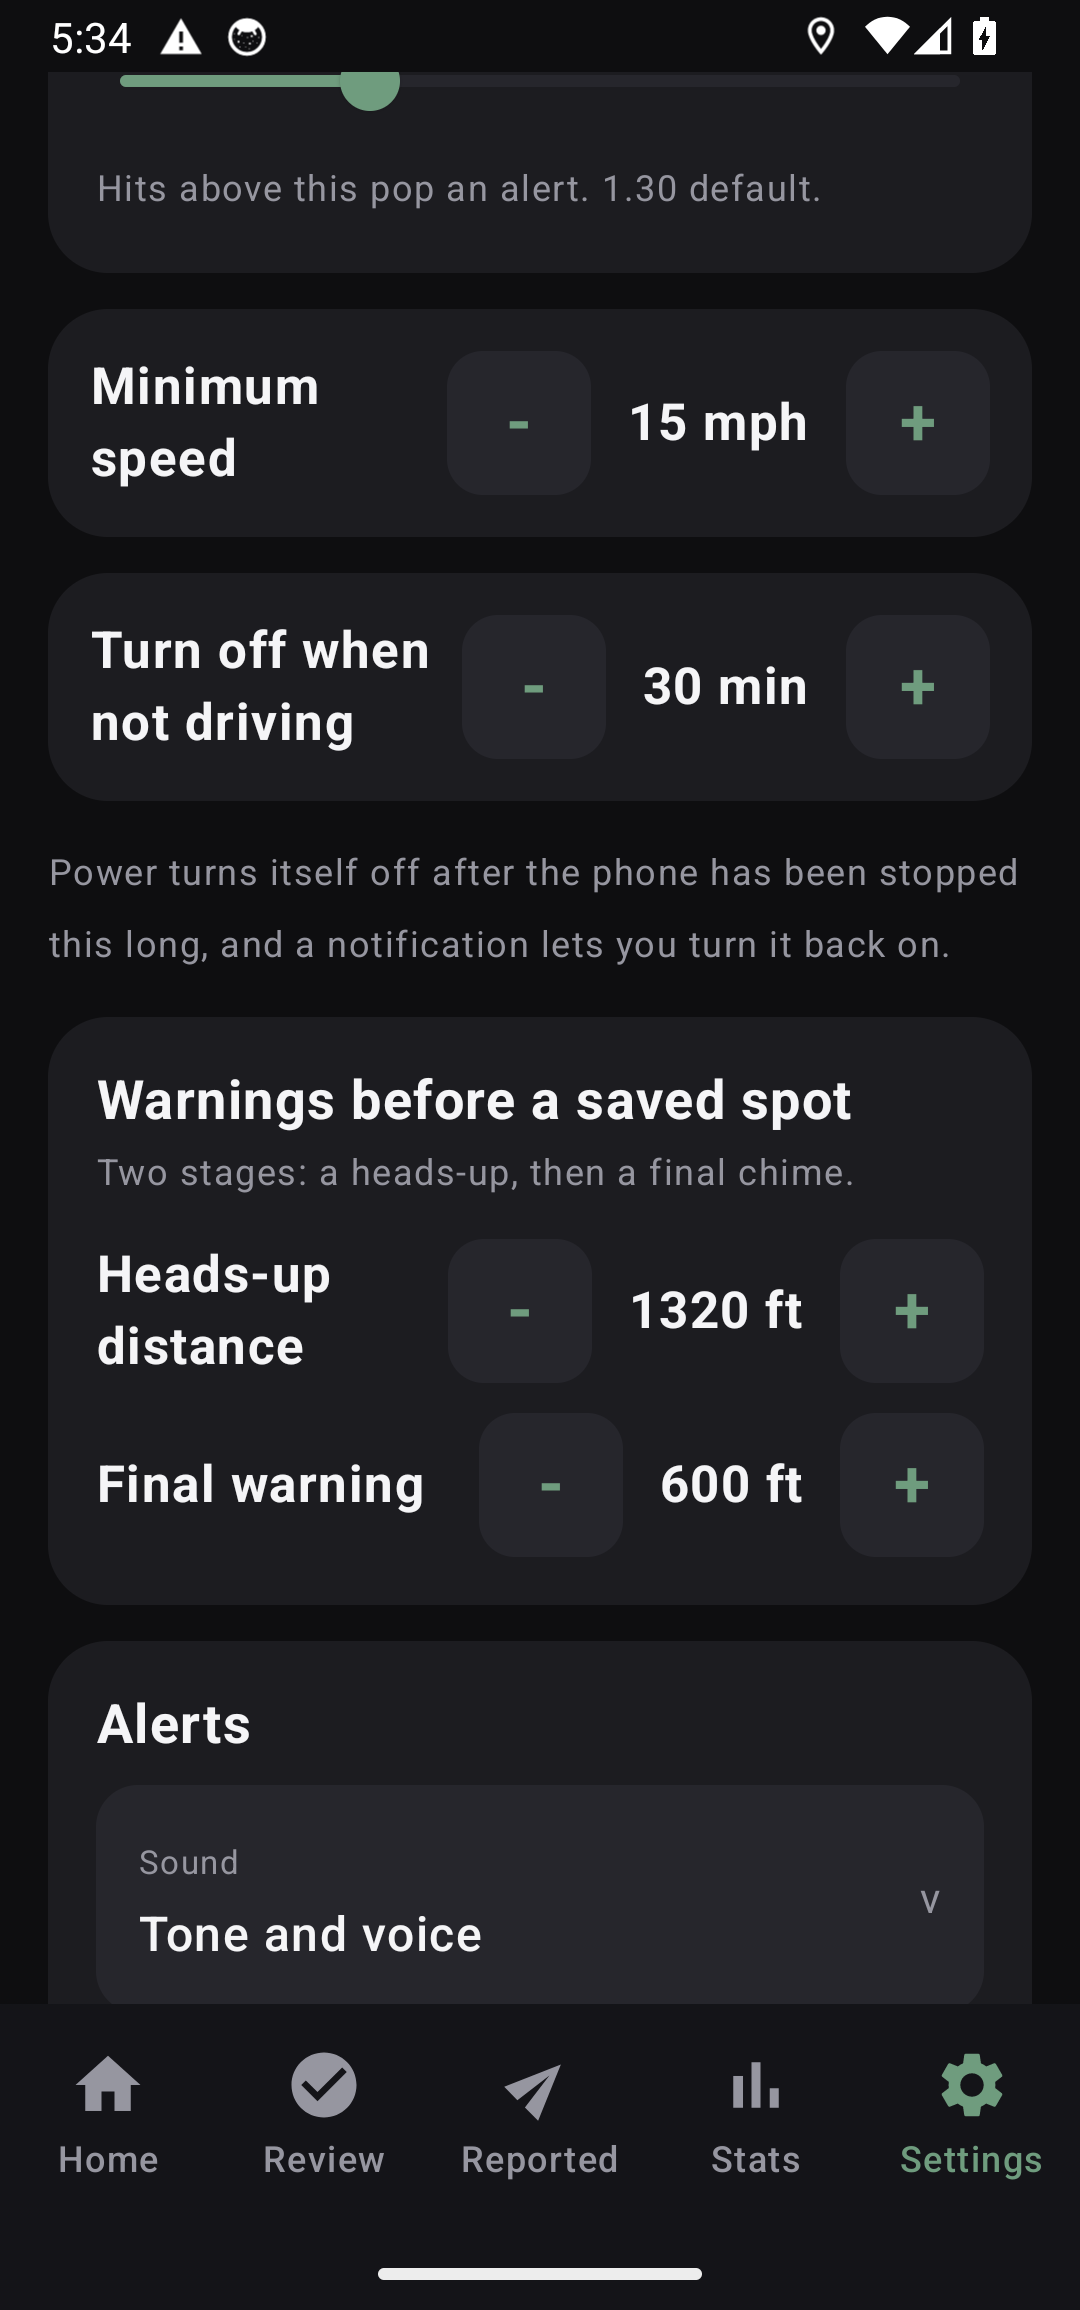 5:34
Hits above this pop an alert. 1.30 default.
Minimum
speed
-
15 mph
+
Turn off when
not driving
-
30 min
+
Power turns itself off after the phone has been stopped
this long, and a notification lets you turn it back on.
Warnings before a saved spot
Two stages: a heads-up, then a final chime.
Heads-up
distance
-
1320 ft
+
Final warning
-
600 ft
+
Alerts
Sound
Tone and voice
v
Home
Review
Reported
Stats
Settings